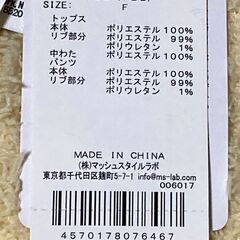 SIZE:
F
トップス
本体 ポリエステル 100%
リブ部分 ポリエステル 99%
ポリウレタン 1%
中わた ポリエステル 100%
パンツ
本体 ポリエステル 100%
リブ部分 ポリエステル 99%
ポリウレタン 1%
MADE IN CHINA
(株)マッシュスタイルラボ
東京都千代田区麹町5-7-1 info@ms-lab.com
006017
4570178076467